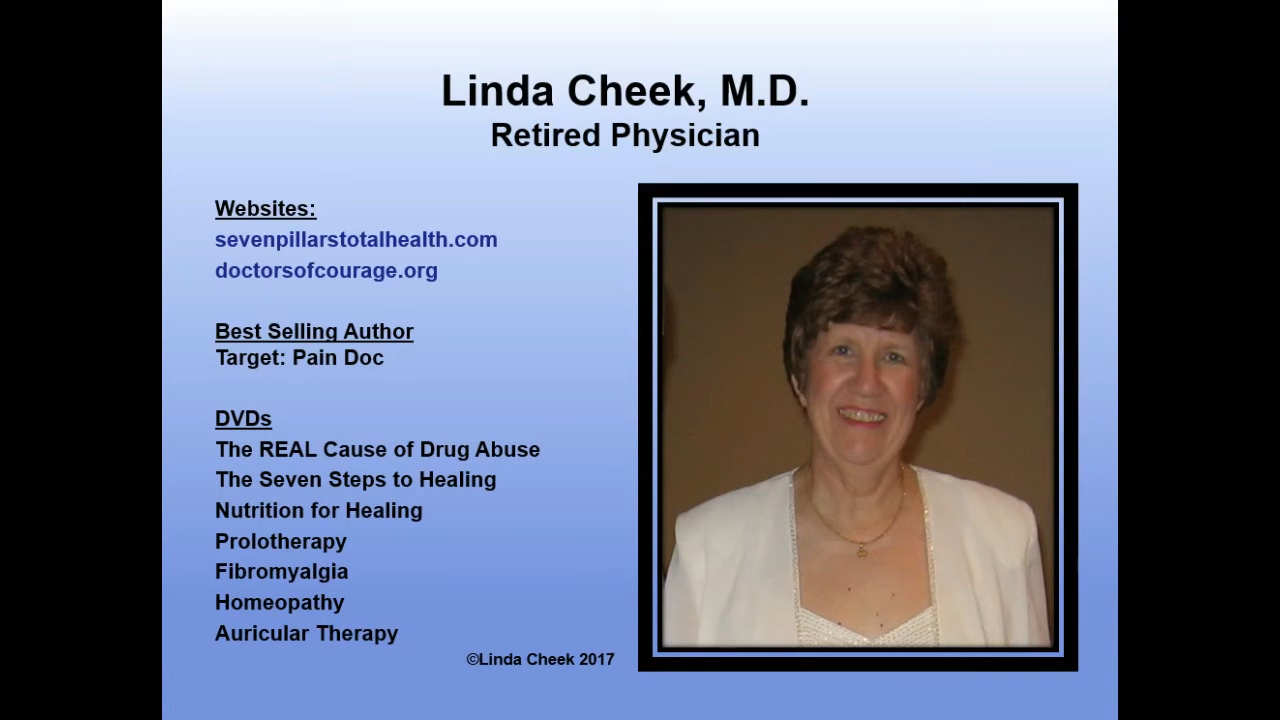 Linda Cheek, M.D.
Retired Physician
Websites:
sevenpillarstotalhealth.com
doctorsofcourage.org
Best Selling Author
Target: Pain Doc
DVDs
The REAL Cause of Drug Abuse
The Seven Steps to Healing
Nutrition for Healing
Prolotherapy
Fibromyalgia
Homeopathy
Auricular Therapy
©Linda Cheek 2017